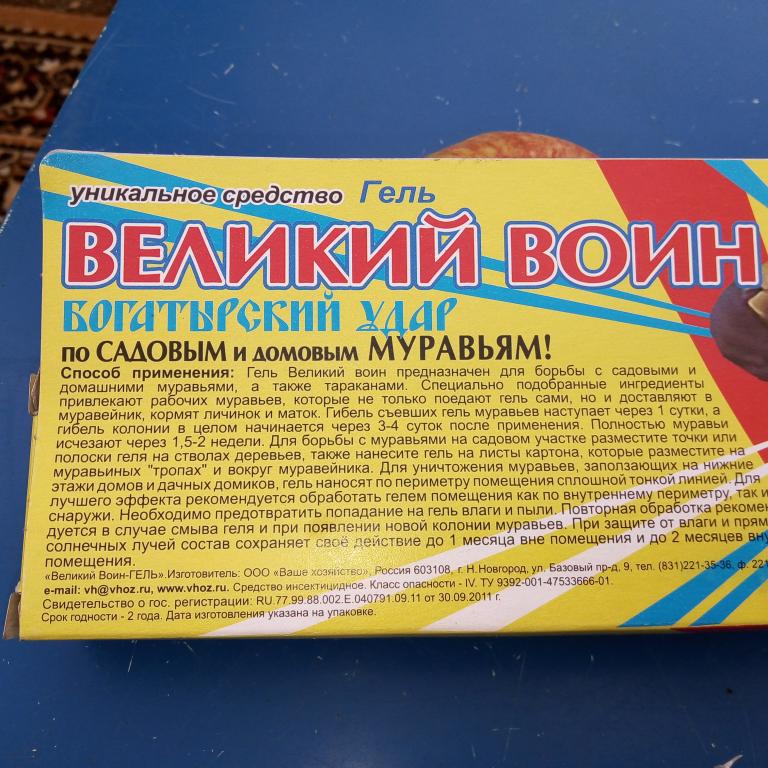 уникальное средство Гель
ВЕЛИКИЙ ВОИН
БОГАТЫРСКИЙ УДАР
по САДОВЫМ и домовым МУРАВЬЯМ!
Способ применения: Гель Великий воин предназначен для борьбы с садовыми и
домашними муравьями, а также тараканами. Специально подобранные ингредиенты
привлекают рабочих муравьев, которые не только поедают гель сами, но и доставляют в
муравейник, кормят личинок и маток. Гибель съевших гель муравьев наступает через 1 сутки, а
гибель колонии в целом начинается через 3-4 суток после применения. Полностью муравьи
исчезают через 1,5-2 недели. Для борьбы с муравьями на садовом участке разместите точки или
полоски геля на стволах деревьев, также нанесите гель на листы картона, которые разместите на
муравьиных "тропах" и вокруг муравейника. Для уничтожения муравьев, заползающих на нижние
этажи домов и дачных домиков, гель наносят по периметру помещения сплошной тонкой линией. Для
лучшего эффекта рекомендуется обработать гелем помещения как по внутреннему периметру, так и
снаружи. Необходимо предотвратить попадание на гель влаги и пыли. Повторная обработка рекомен
дуется в случае смыва геля и при появлении новой колонии муравьев. При защите от влаги и прям
солнечных лучей состав сохраняет своё действие до 1 месяца вне помещения и до 2 месяцев вну
помещения.
«Великий Воин-ГЕЛЬ».Изготовитель: ООО «Ваше хозяйство», Россия 603108, г. Н.Новгород, ул. Базовый пр-д, 9, тел. (831)221-35-36, ф. 221
e-mail: vh@vhoz.ru, www.vhoz.ru. Средство инсектицидное. Класс опасности - IV. ТУ 9392-001-47533666-01.
Свидетельство о гос. регистрации: RU.77.99.88.002.Е.040791.09.11 от 30.09.2011 г.
Срок годности - 2 года. Дата изготовления указана на упаковке.